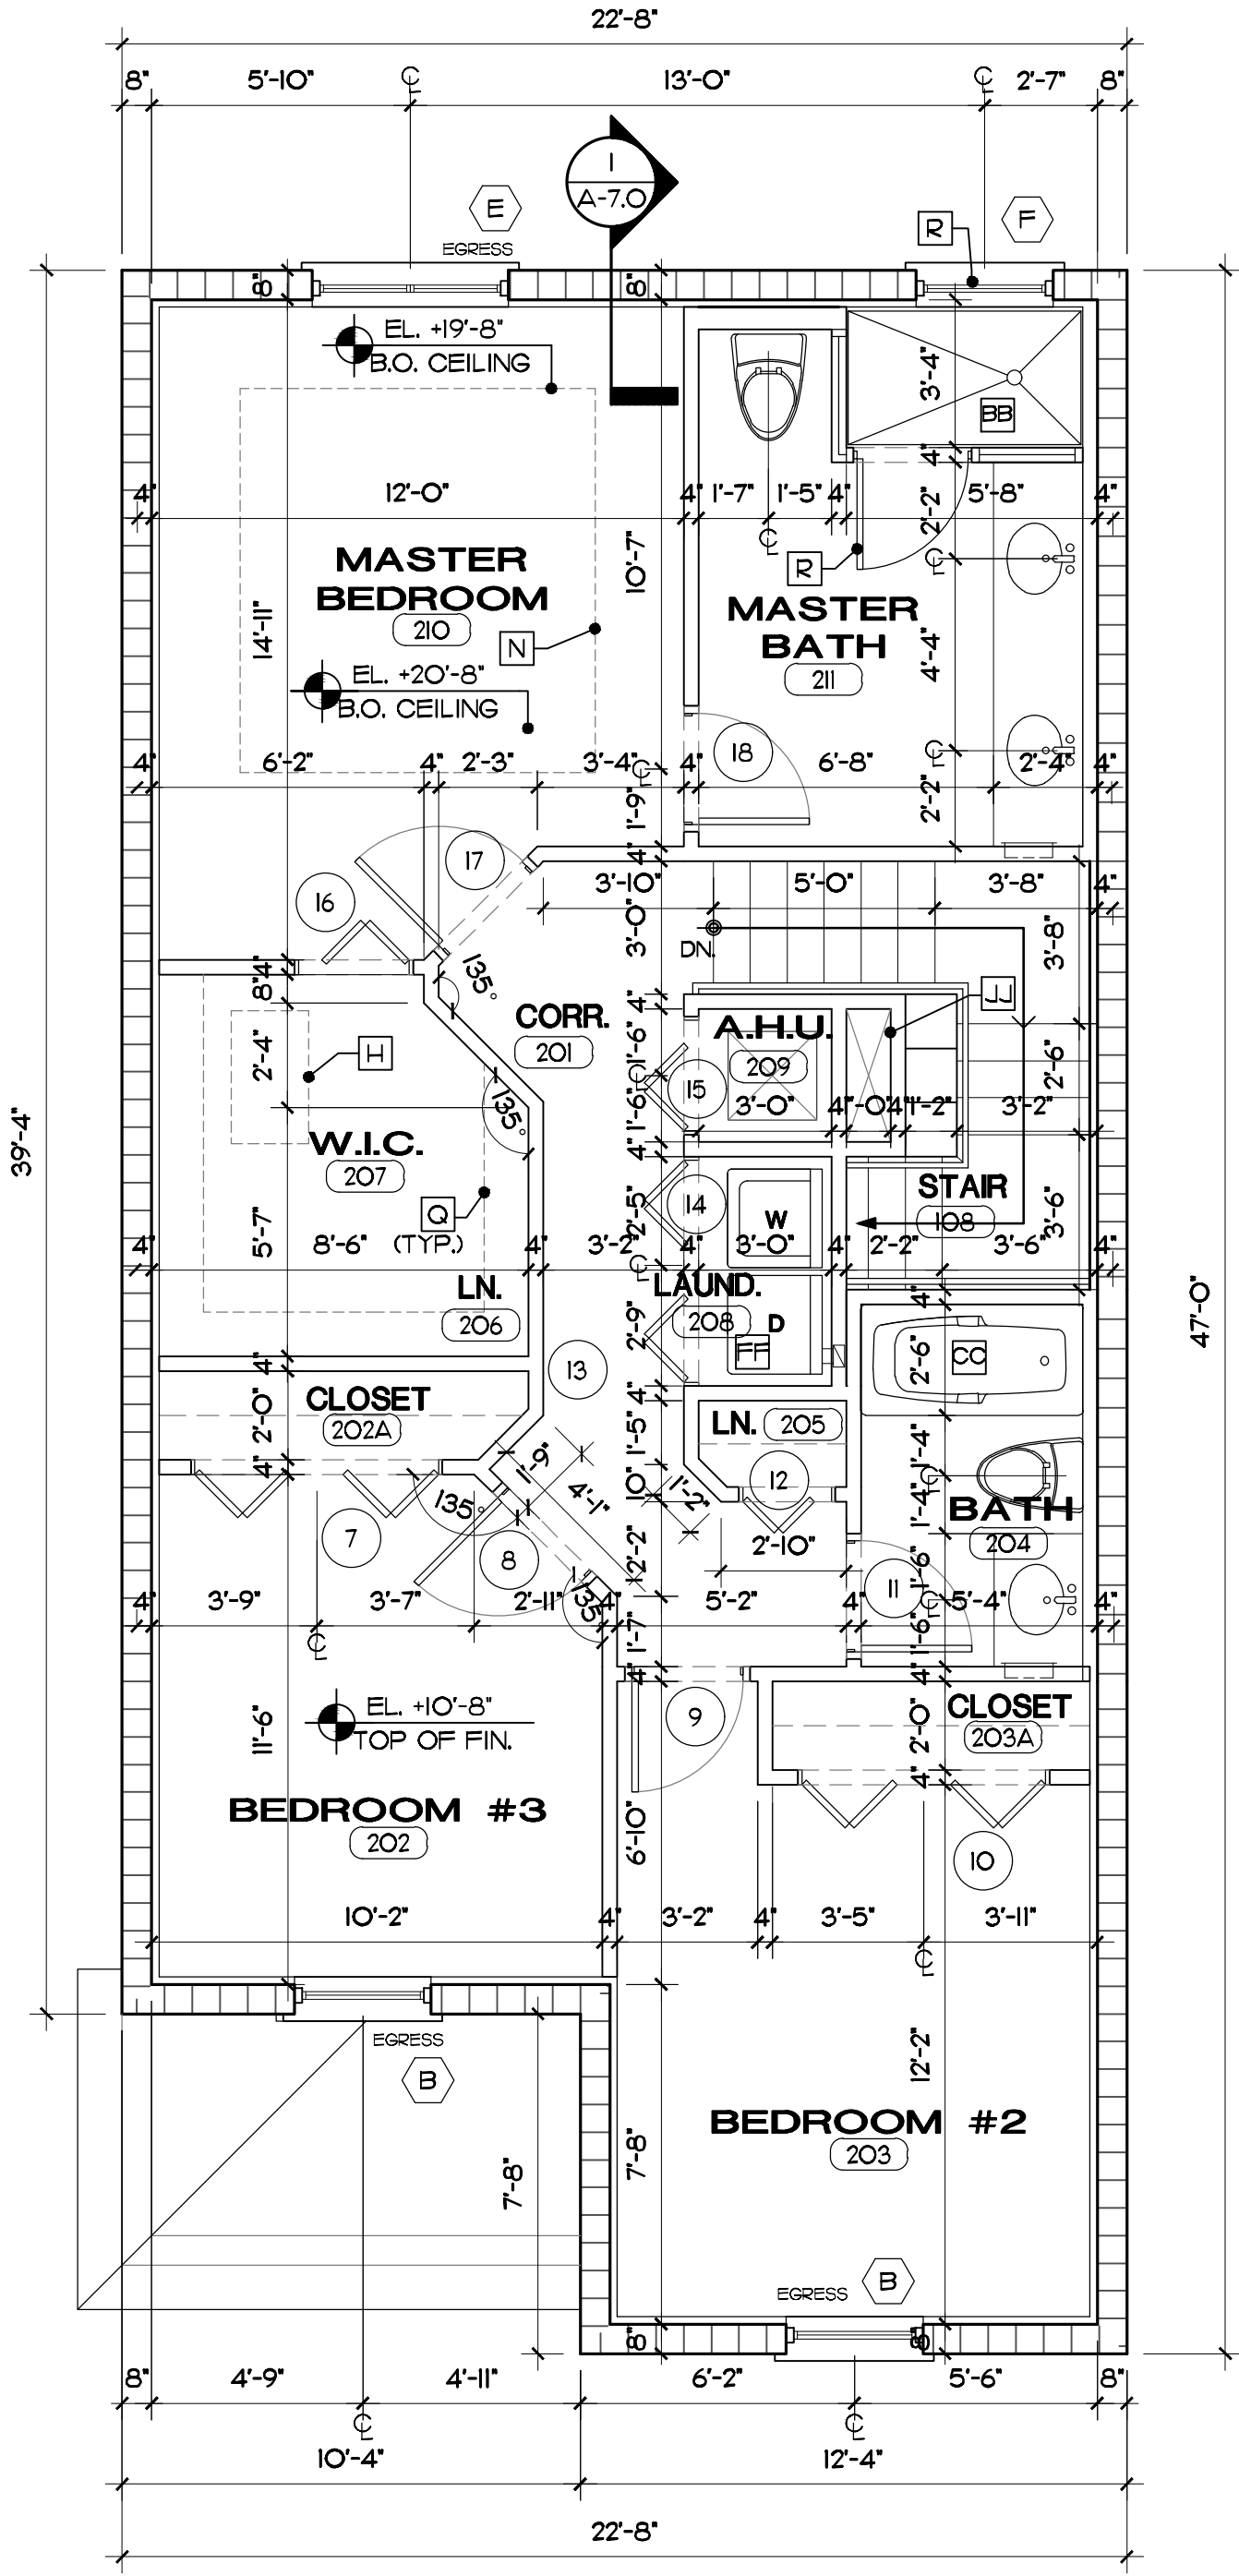 22'-8"
8" 5'-10" ℄ 13'-0" ℄ 2'-7" 8"
1
A-7.0
E
EGRESS
R
F
8" 8"
EL. +19'-8"
B.O. CEILING
3'-4"
BB
4"
4" 12'-0" 4" 1'-7" 1'-5" 4" 2'-2" 5'-8" 4"
℄
℄
R
10'-7"
MASTER
BEDROOM
210
14'-11"
N
MASTER
BATH
211
4'-4"
EL. +20'-8"
B.O. CEILING
18
4" 6'-2" 4" 2'-3" 3'-4" ℄ 4" 6'-8" ℄ 2'-4" 4"
1'-9" 2'-2"
17
4"
16
3'-10" 5'-0" 3'-8" 4"
3'-0"
DN.
3'-8"
135°
8" 4"
LL
4"
CORR.
201
A.H.U.
209
2'-4"
H
1'-6"
℄
15
2'-6"
135°
1'-6" 3'-0" 4" 4" 1'-2" 3'-2"
W.I.C.
207
4"
STAIR
108
14
W
2'-5"
Q
(TYP.)
5'-7"
3'-6"
4" 8'-6" 4" 3'-2" ℄ 4" 3'-0" 4" 2'-2" 3'-6" 4"
LN.
206
LAUND.
208
D
FF
4"
2'-9"
CC
2'-6"
13
4"
CLOSET
202A
2'-0"
4"
4"
LN. 205
1'-5"
1'-4"
1'-9"
4'-1"
10"
1'-2"
12
℄
135°
1'-4"
BATH
204
7
8
2'-2"
2'-10"
11
1'-6"
4" 3'-9" 3'-7" 2'-11" 4" 5'-2" 4" ℄ 5'-4" 4"
135°
℄
1'-7"
1'-6"
4" 4"
EL. +10'-8"
TOP OF FIN.
11'-6"
9
CLOSET
203A
2'-0"
4"
BEDROOM #3
202
6'-10"
10
10'-2" 4" 3'-2" 4" 3'-5" 3'-11"
℄
39'-4"
47'-0"
EGRESS
B
12'-2"
BEDROOM #2
203
7'-8" 7'-8"
EGRESS
B
8" 8"
8" 4'-9" 4'-11" 6'-2" 5'-6" 8"
℄ ℄
10'-4" 12'-4"
22'-8"